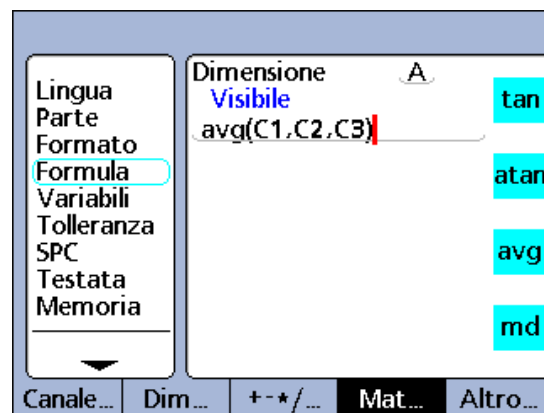 Lingua
Parte
Formato
Formula
Variabili
Tolleranza
SPC
Testata
Memoria
Dimensione A
Visibile
avg(C1,C2,C3)
tan
atan
avg
md
Canale... Dim... +-*/... Mat... Altro...